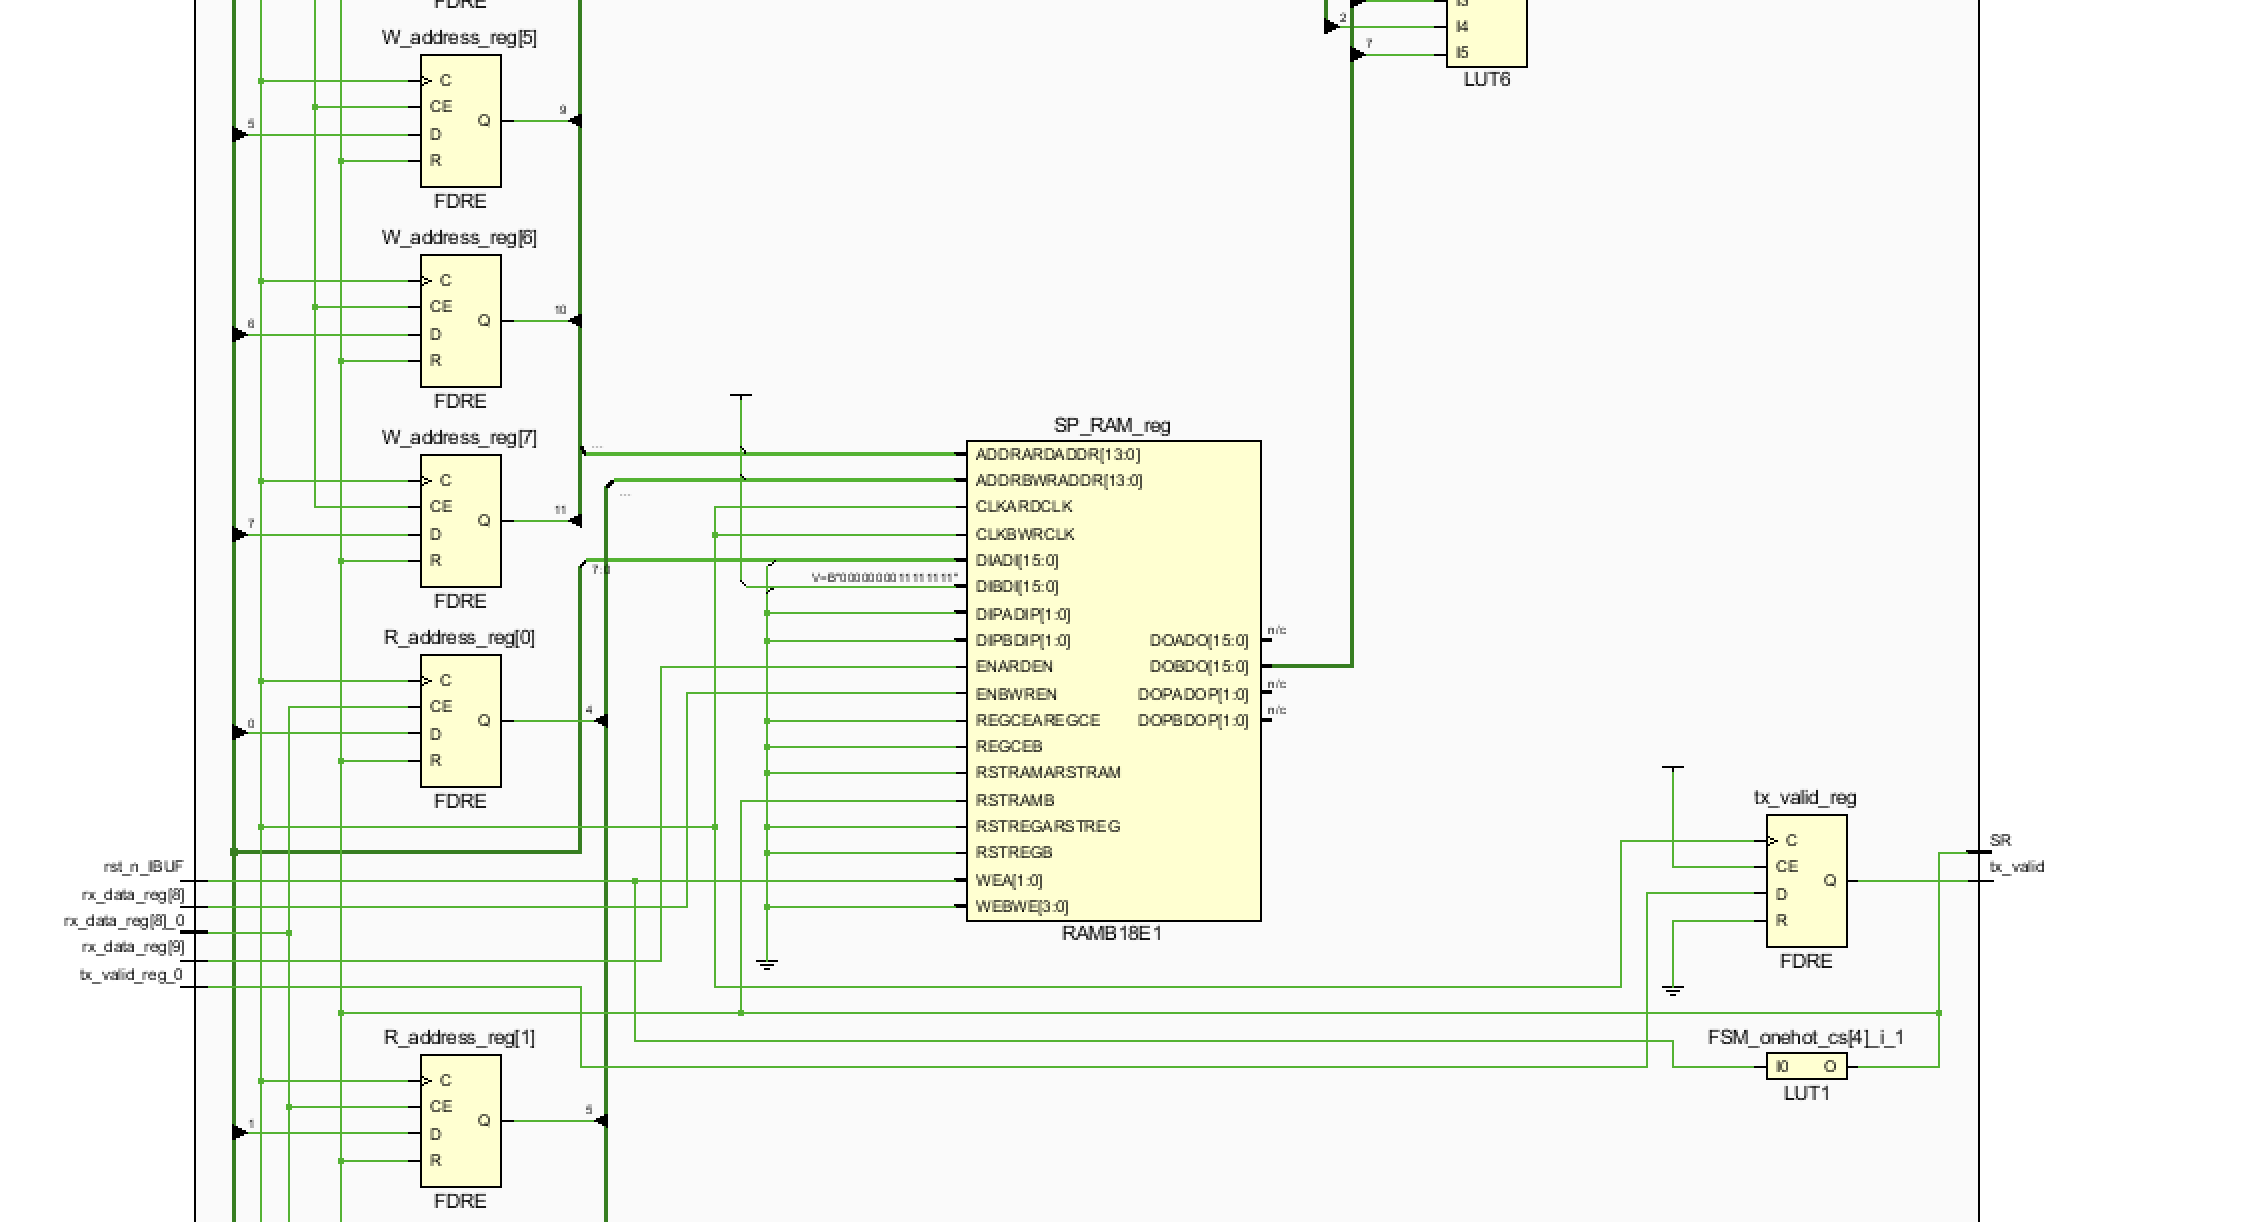 FDRE
W_address_reg[5]
C
CE
D
R
Q
5
9
FDRE
W_address_reg[6]
C
CE
D
R
Q
6
10
FDRE
W_address_reg[7]
C
CE
D
R
Q
7
11
FDRE
R_address_reg[0]
C
CE
D
R
Q
0
4
FDRE
rst_n_IBUF
rx_data_reg[8]
rx_data_reg[8]_0
rx_data_reg[9]
tx_valid_reg_0
R_address_reg[1]
C
CE
D
R
Q
1
5
FDRE
I3
I4
I5
2
7
LUT6
SP_RAM_reg
...
...
7:0
V=B"0000000011111111"
ADDRARDADDR[13:0]
ADDRBWRADDR[13:0]
CLKARDCLK
CLKBWRCLK
DIADI[15:0]
DIBDI[15:0]
DIPADIP[1:0]
DIPBDIP[1:0]
ENARDEN
ENBWREN
REGCEAREGCE
REGCEB
RSTRAMARSTRAM
RSTRAMB
RSTREGARSTREG
RSTREGB
WEA[1:0]
WEBWE[3:0]
DOADO[15:0]
DOBDO[15:0]
DOPADOP[1:0]
DOPBDOP[1:0]
n/c
n/c
n/c
RAMB18E1
tx_valid_reg
C
CE
D
R
Q
FDRE
SR
tx_valid
FSM_onehot_cs[4]_i_1
I0
O
LUT1